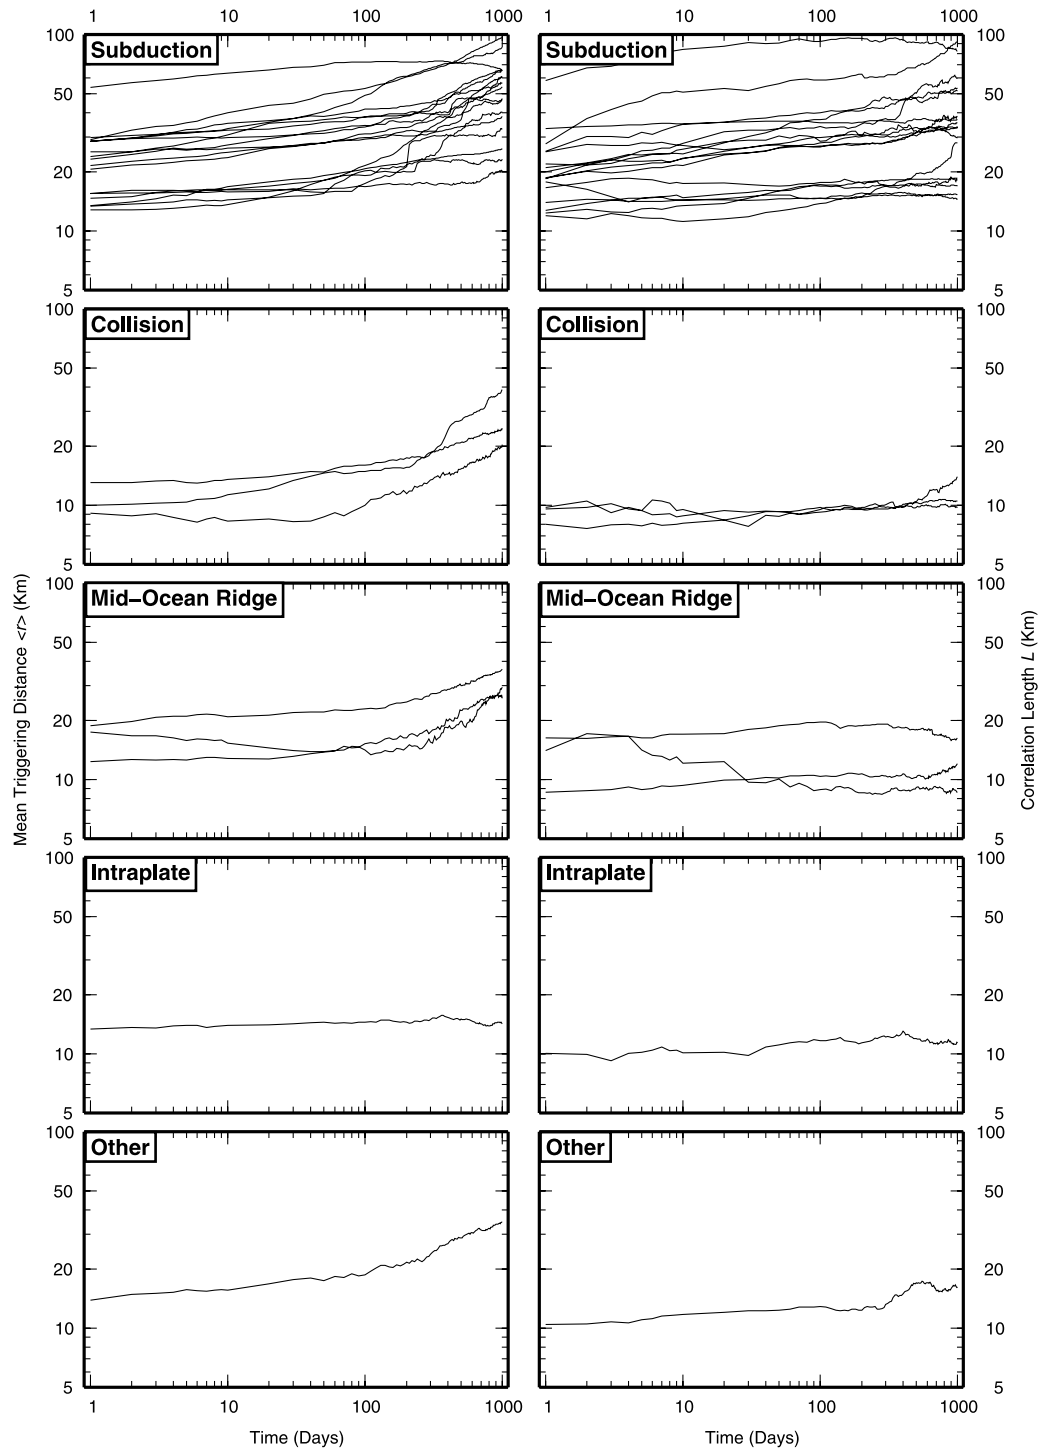 1 10 100 1000 1 10 100 1000
100 Subduction Subduction 100
50 50
20 20
10 10
5 5
100 Collision Collision 100
50 50
20 20
10 10
5 5
100 Mid–Ocean Ridge Mid–Ocean Ridge 100
50 50
20 20
10 10
5 5
100 Intraplate Intraplate 100
50 50
20 20
10 10
5 5
100 Other Other 100
50 50
20 20
10 10
5 5
1 10 100 1000 1 10 100 1000
Time (Days) Time (Days)
Mean Triggering Distance <r> (Km)
Correlation Length L (Km)